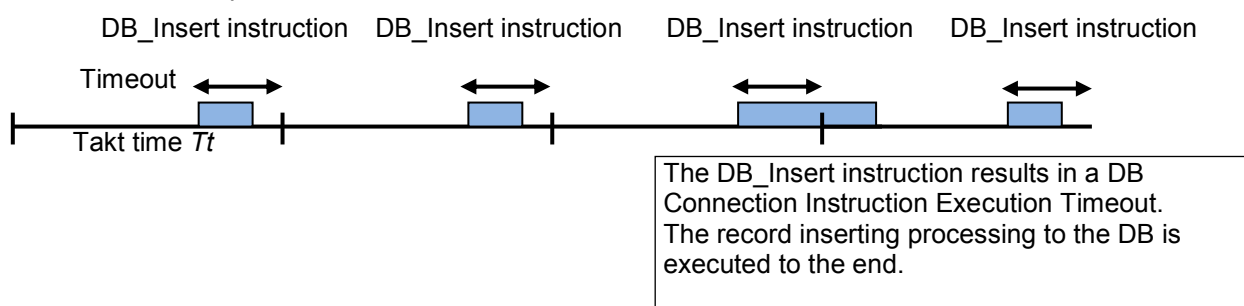 DB_Insert instruction DB_Insert instruction DB_Insert instruction DB_Insert instruction
Timeout
Takt time Tt
The DB_Insert instruction results in a DB
Connection Instruction Execution Timeout.
The record inserting processing to the DB is
executed to the end.